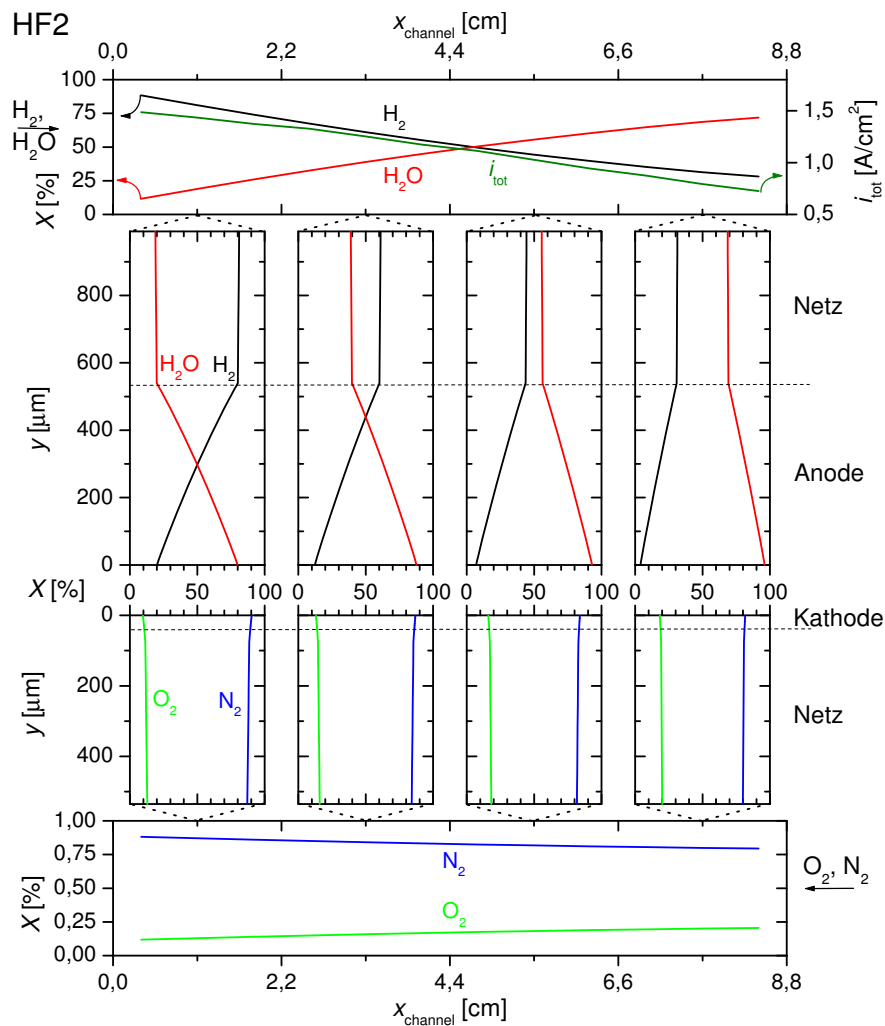 HF2
x_channel [cm]
0,0 2,2 4,4 6,6 8,8
H₂,
H₂O
X [%]
100
75
50
25
0
H₂
H₂O
i_tot
1,5
1,0
0,5
i_tot [A/cm²]
y [µm]
800
600
400
200
0
H₂O H₂
Netz
Anode
X [%] 0 50 100 0 50 100 0 50 100 0 50 100
Kathode
y [µm]
0
200
400
O₂ N₂
Netz
X [%]
1,00
0,75
0,50
0,25
0,00
N₂
O₂
O₂, N₂
0,0 2,2 4,4 6,6 8,8
x_channel [cm]